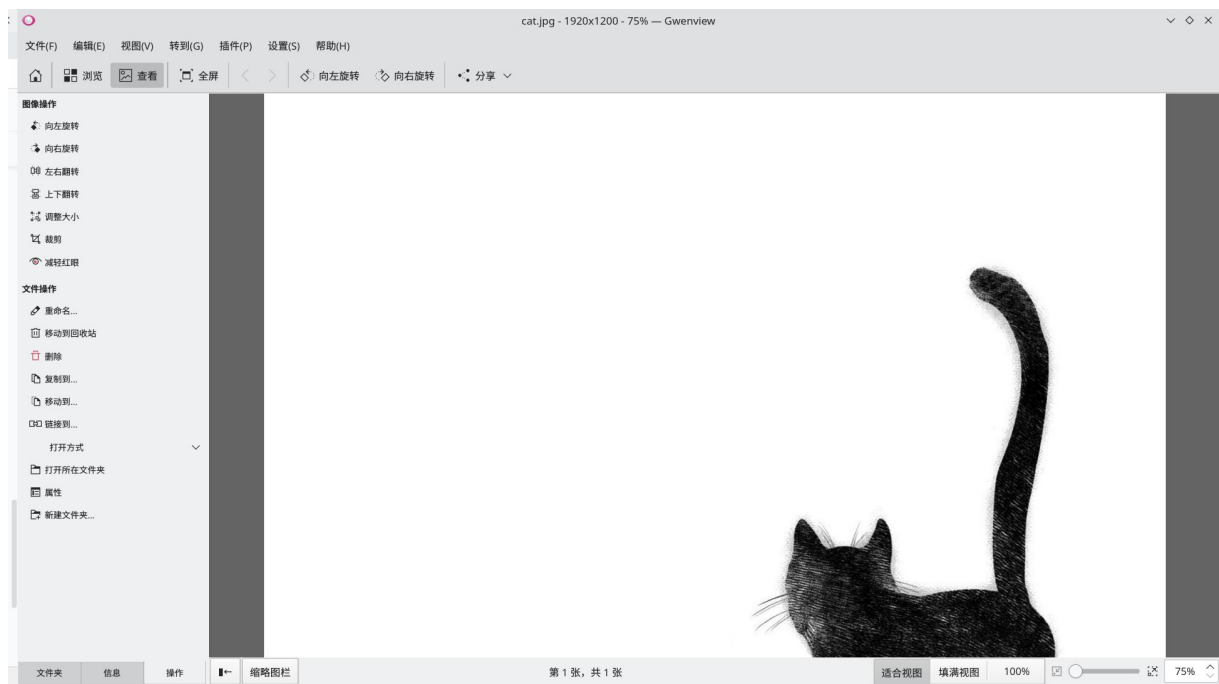 cat.jpg - 1920x1200 - 75% — Gwenview
文件(F) 编辑(E) 视图(V) 转到(G) 插件(P) 设置(S) 帮助(H)
浏览 查看 全屏 向左旋转 向右旋转 分享
图像操作
向左旋转
向右旋转
左右翻转
上下翻转
调整大小
裁剪
减轻红眼
文件操作
重命名...
移动到回收站
删除
复制到...
移动到...
链接到...
打开方式
打开所在文件夹
属性
新建文件夹...
文件夹 信息 操作 缩略图栏 第 1 张，共 1 张 适合视图 填满视图 100% 75%